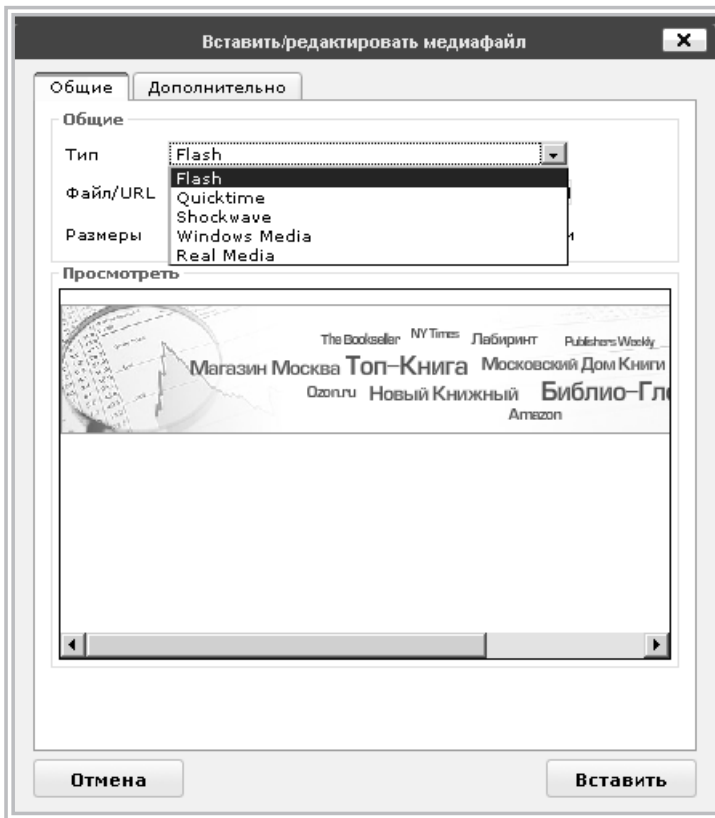 Вставить/редактировать медиафайл
Общие Дополнительно
Общие
Тип Flash
Flash
Файл/URL
Quicktime
Shockwave
Размеры Windows Media
Real Media
Просмотреть
The Bookseller NY Times Лабиринт Publishers Weekly
Магазин Москва Топ-Книга Московский Дом Книги
Ozon.ru Новый Книжный Библио-Гло
Amazon
Отмена Вставить